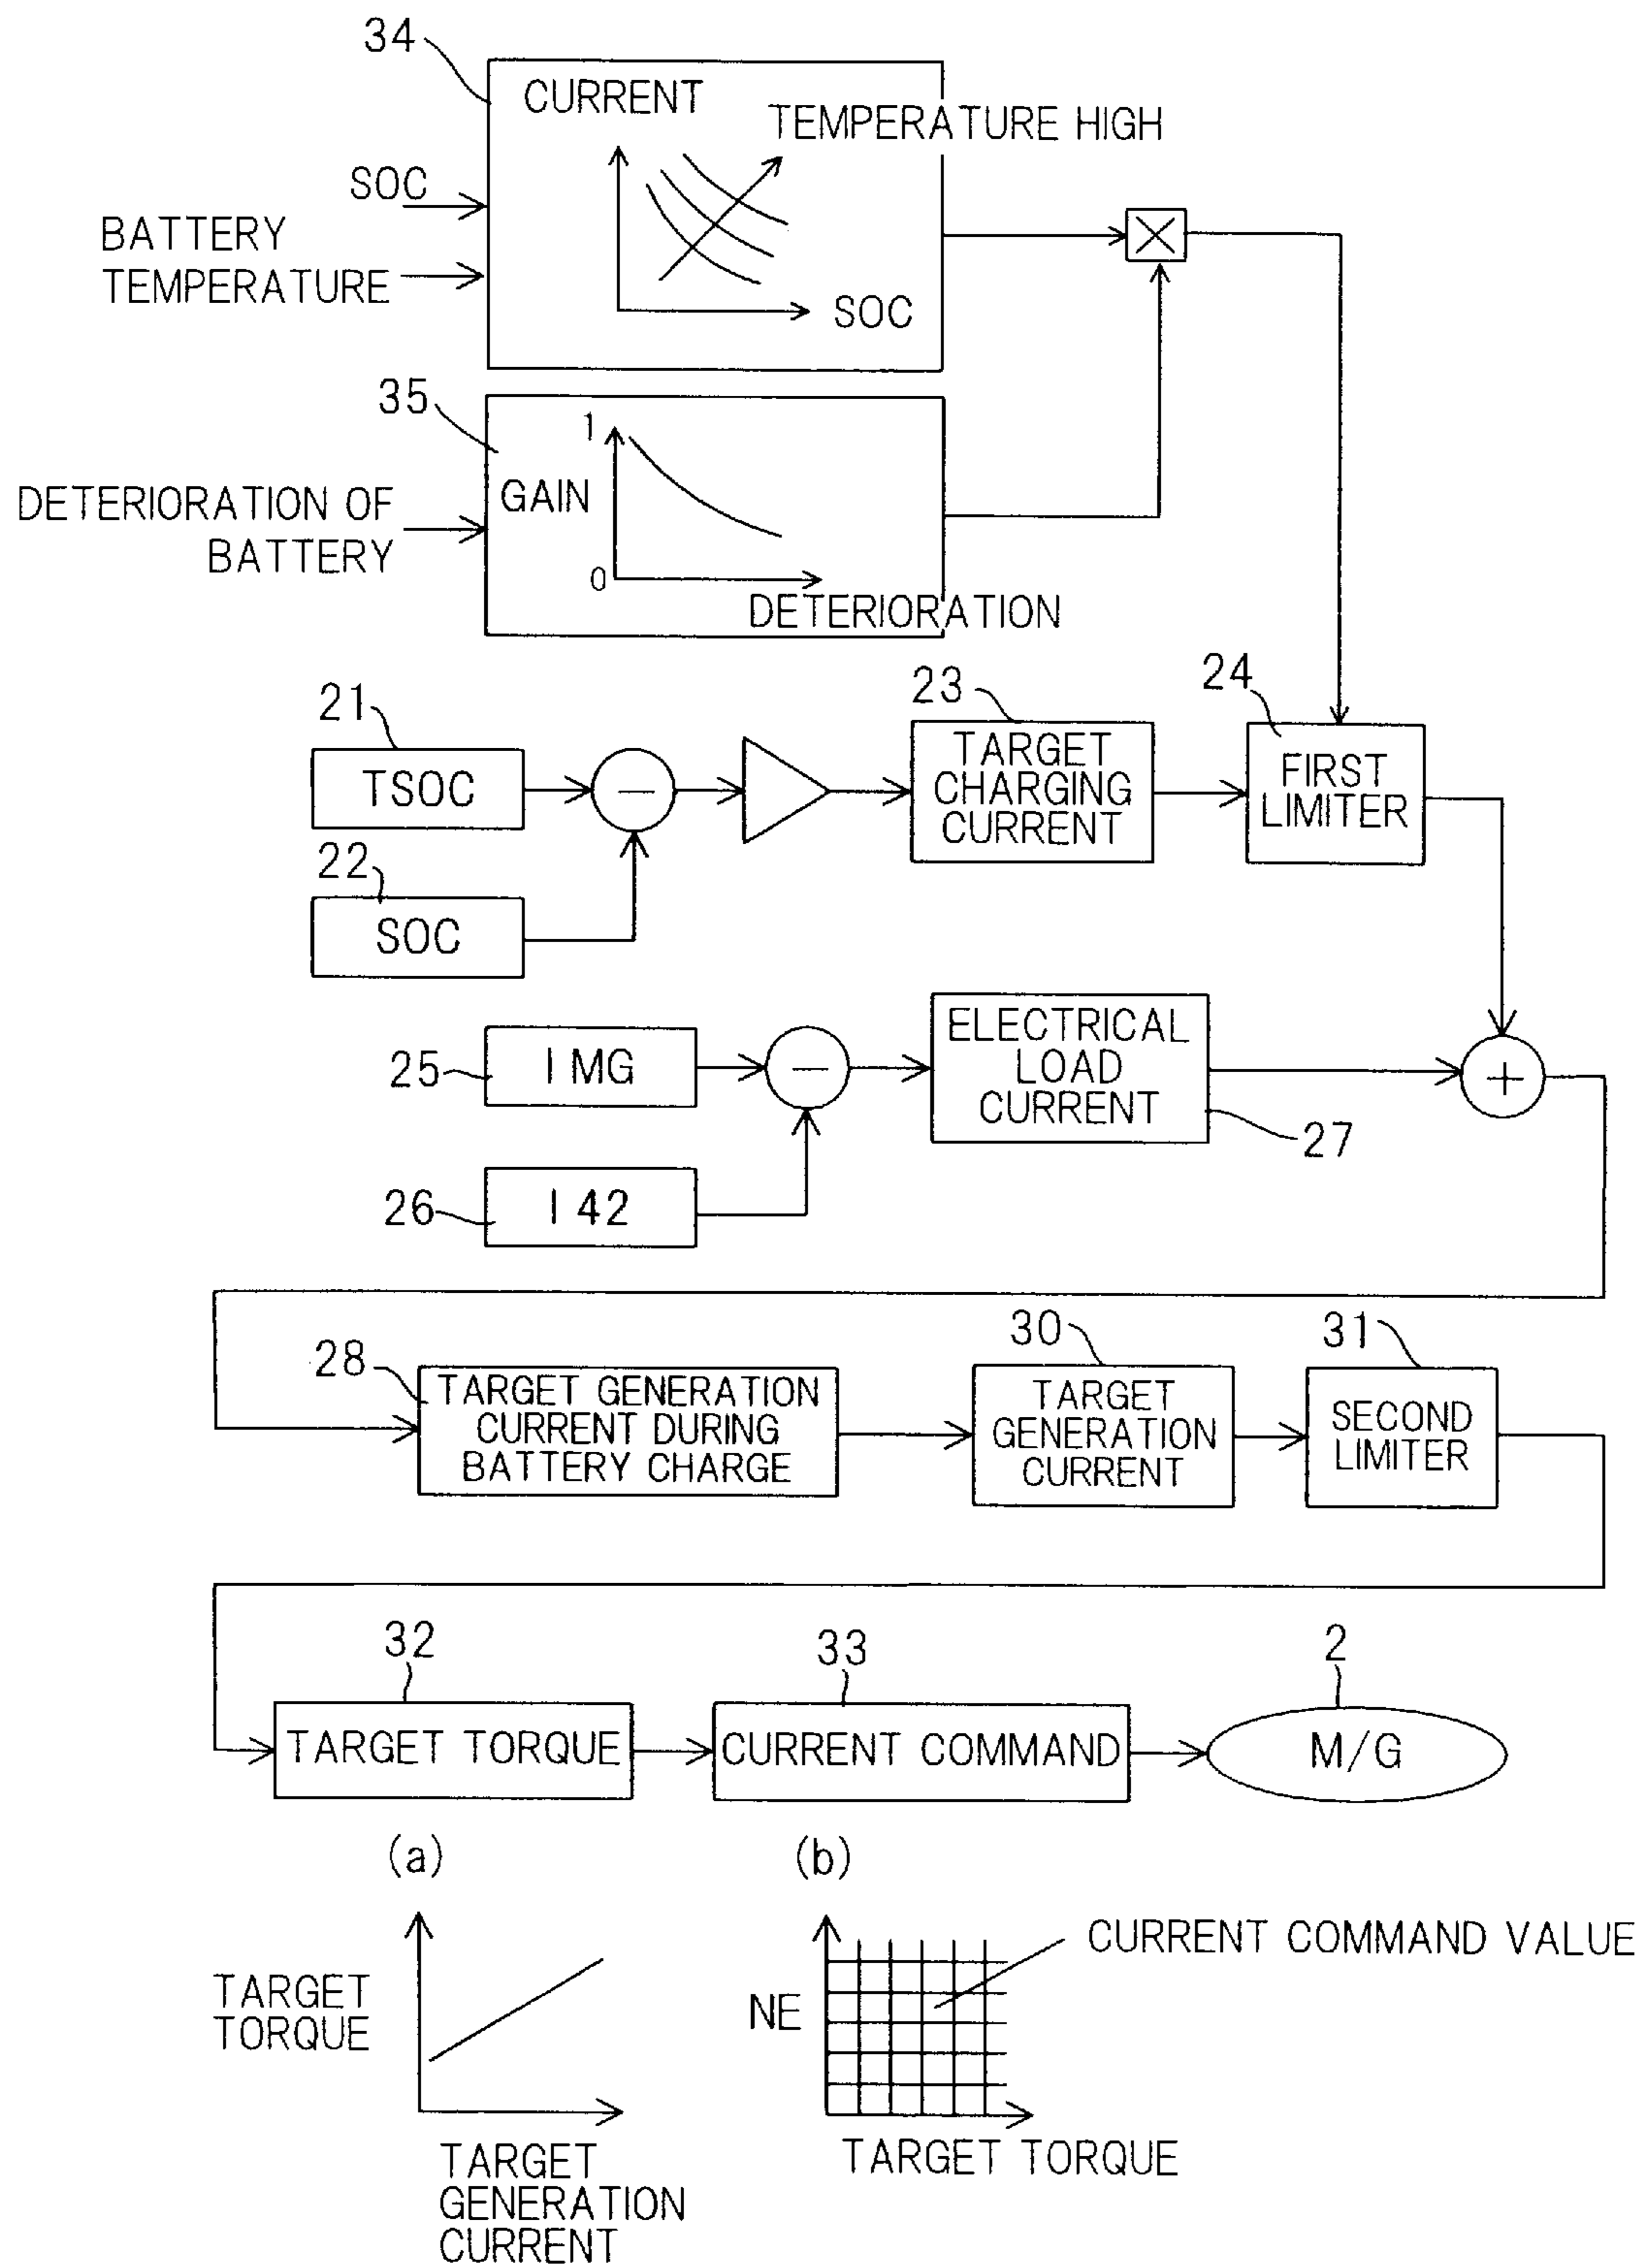 34
CURRENT
TEMPERATURE HIGH
SOC
BATTERY
TEMPERATURE
SOC
35
1
GAIN
DETERIORATION OF
BATTERY
0
DETERIORATION
21
TSOC
23
TARGET
CHARGING
CURRENT
24
FIRST
LIMITER
22
SOC
25
I MG
ELECTRICAL
LOAD
CURRENT
27
26
I 42
28
TARGET GENERATION
CURRENT DURING
BATTERY CHARGE
30
TARGET
GENERATION
CURRENT
31
SECOND
LIMITER
32
TARGET TORQUE
33
CURRENT COMMAND
2
M/G
(a)
TARGET
TORQUE
TARGET
GENERATION
CURRENT
(b)
CURRENT COMMAND VALUE
NE
TARGET TORQUE